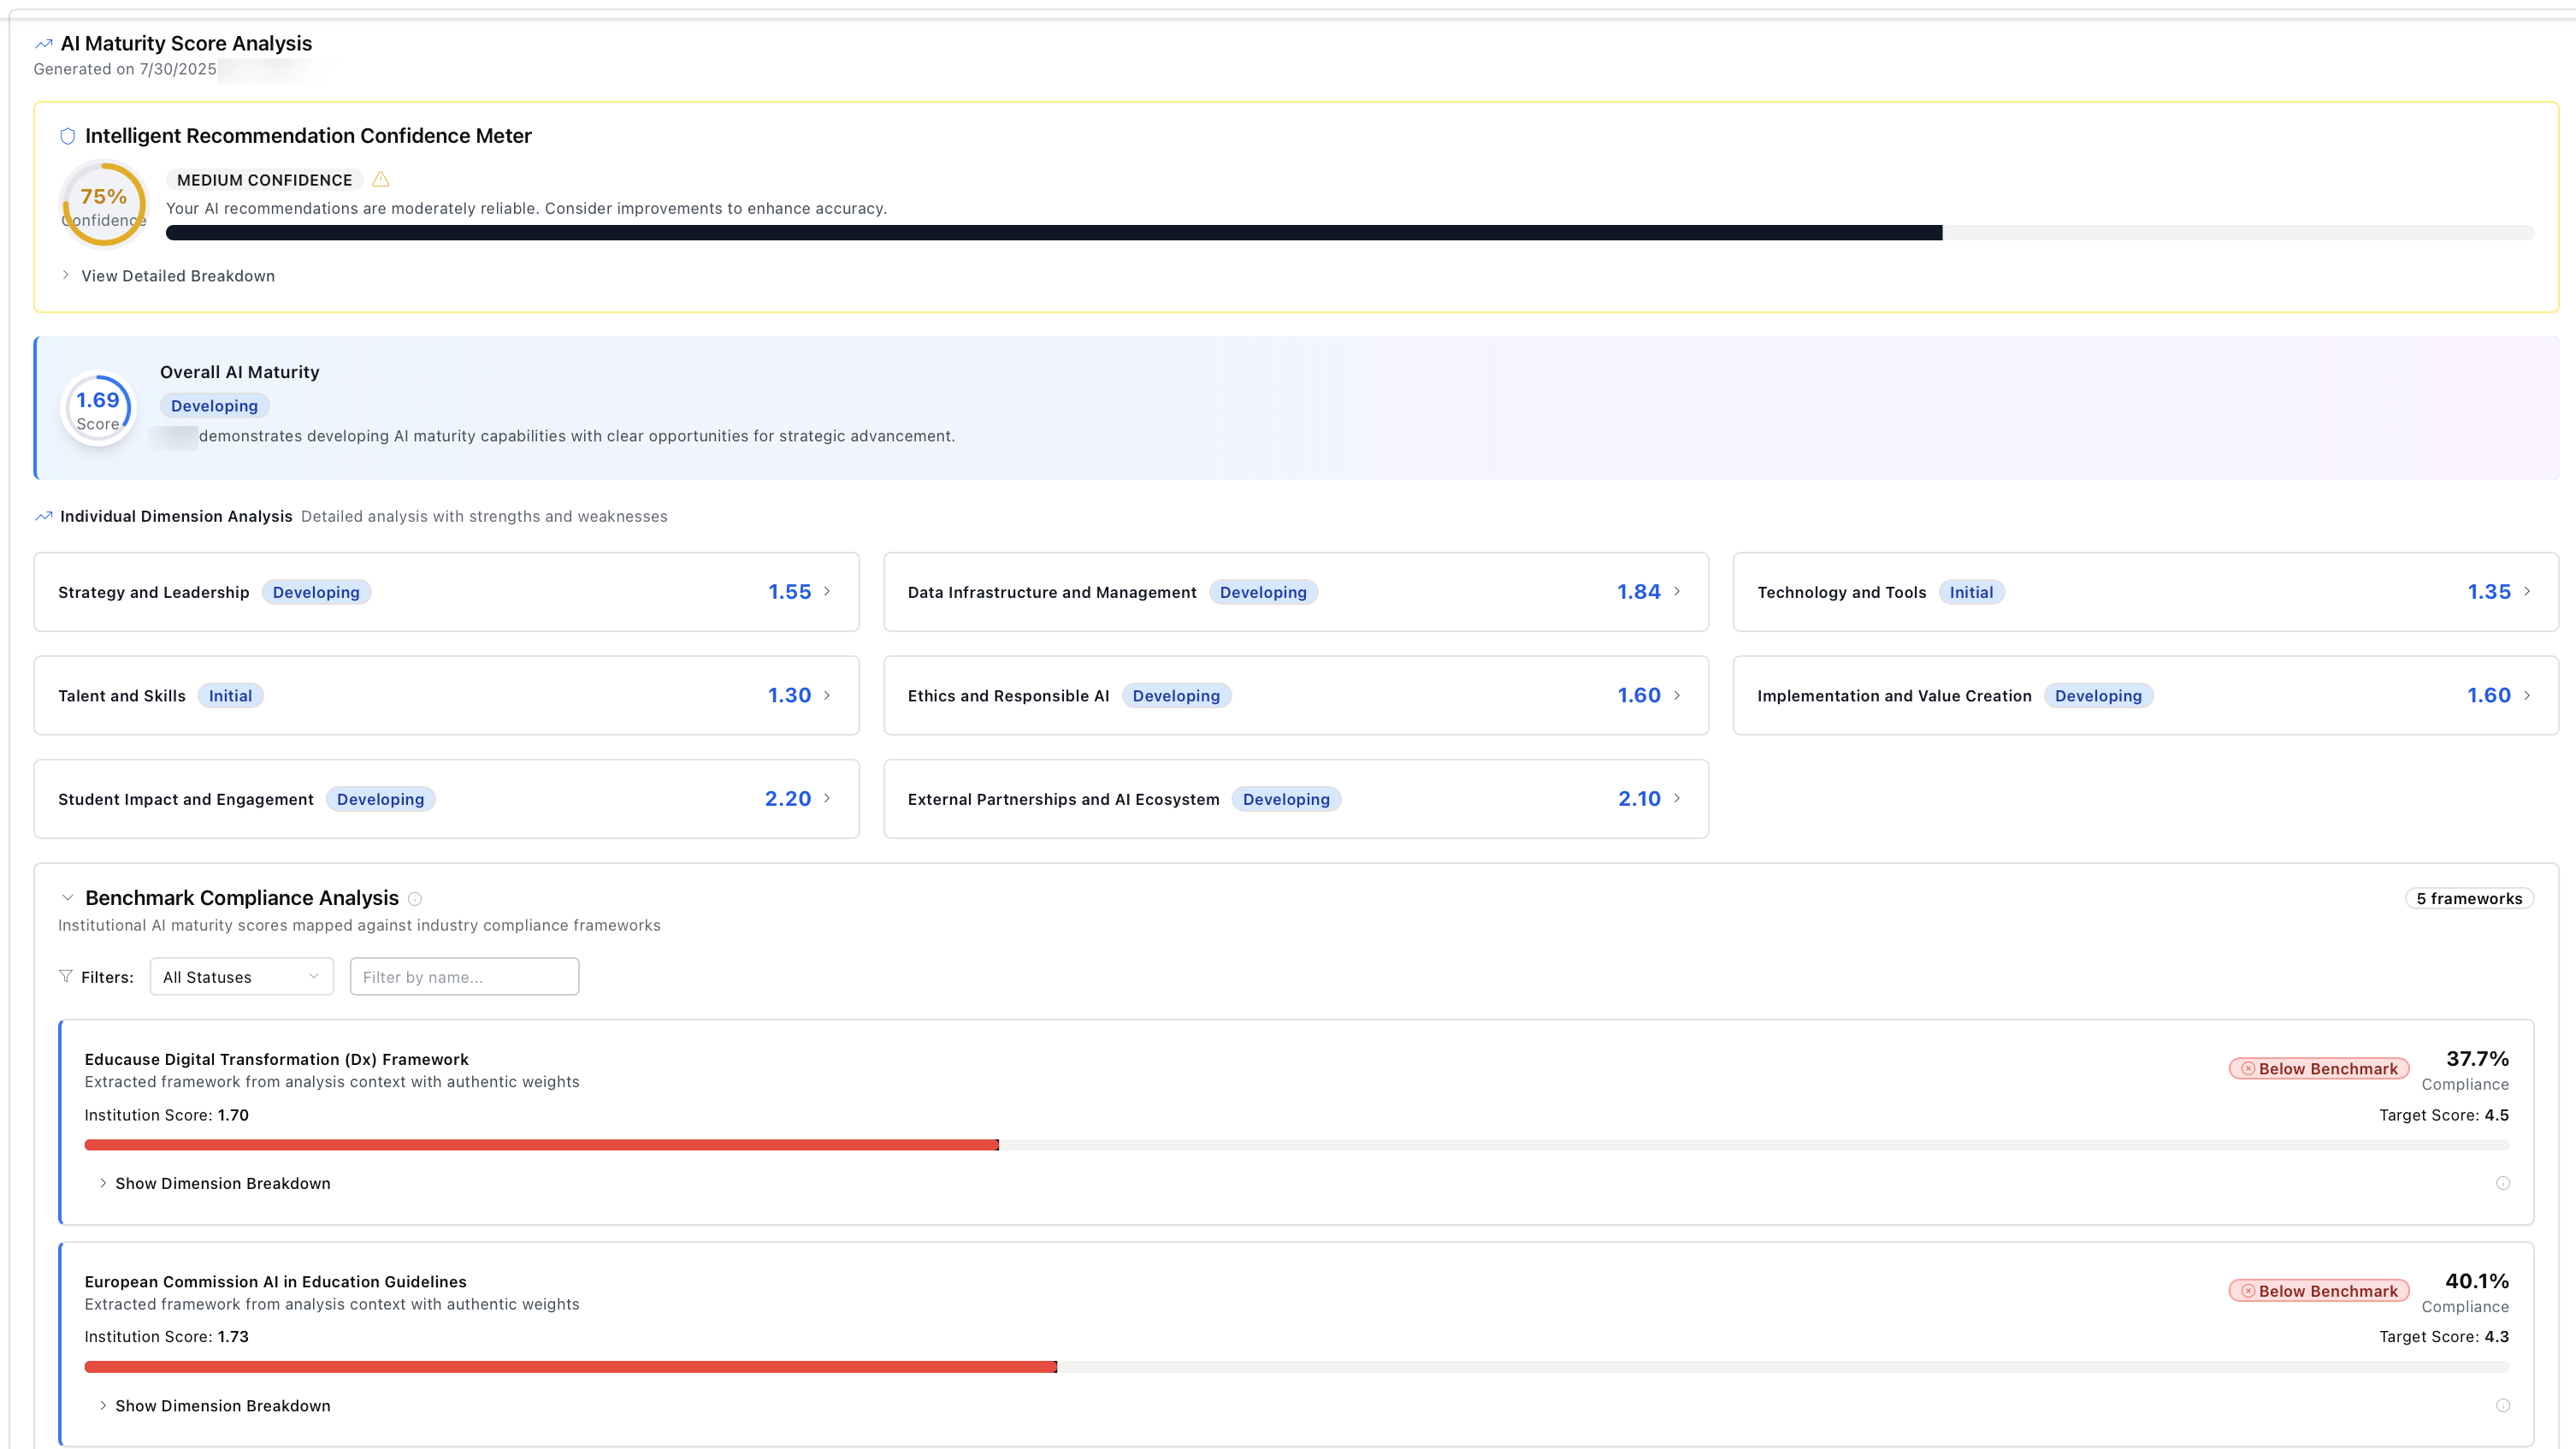 AI Maturity Score Analysis
Generated on 7/30/2025
Intelligent Recommendation Confidence Meter
75%
Confidence
MEDIUM CONFIDENCE
Your AI recommendations are moderately reliable. Consider improvements to enhance accuracy.
View Detailed Breakdown
Overall AI Maturity
1.69
Score
Developing
demonstrates developing AI maturity capabilities with clear opportunities for strategic advancement.
Individual Dimension Analysis Detailed analysis with strengths and weaknesses
Strategy and Leadership Developing 1.55
Data Infrastructure and Management Developing 1.84
Technology and Tools Initial 1.35
Talent and Skills Initial 1.30
Ethics and Responsible AI Developing 1.60
Implementation and Value Creation Developing 1.60
Student Impact and Engagement Developing 2.20
External Partnerships and AI Ecosystem Developing 2.10
Benchmark Compliance Analysis
5 frameworks
Institutional AI maturity scores mapped against industry compliance frameworks
Filters: All Statuses Filter by name...
Educause Digital Transformation (Dx) Framework
Extracted framework from analysis context with authentic weights
Below Benchmark
37.7%
Compliance
Institution Score: 1.70
Target Score: 4.5
Show Dimension Breakdown
European Commission AI in Education Guidelines
Extracted framework from analysis context with authentic weights
Below Benchmark
40.1%
Compliance
Institution Score: 1.73
Target Score: 4.3
Show Dimension Breakdown